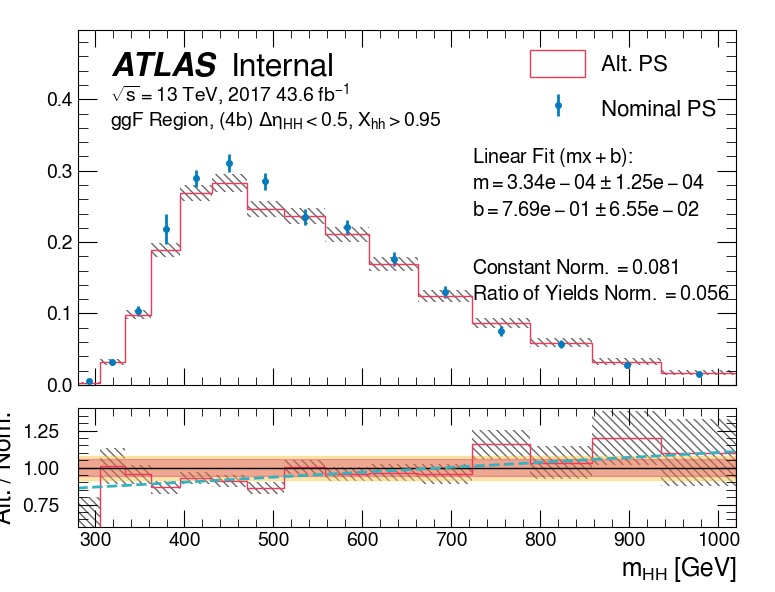 ATLAS Internal
√s = 13 TeV, 2017 43.6 fb⁻¹
ggF Region, (4b) Δη_HH < 0.5, X_hh > 0.95
Alt. PS
Nominal PS
Linear Fit (mx + b):
m = 3.34e − 04 ± 1.25e − 04
b = 7.69e − 01 ± 6.55e − 02
Constant Norm. = 0.081
Ratio of Yields Norm. = 0.056
0.4
0.3
0.2
0.1
0.0
Alt. / Nom.
1.25
1.00
0.75
300 400 500 600 700 800 900 1000
m_HH [GeV]